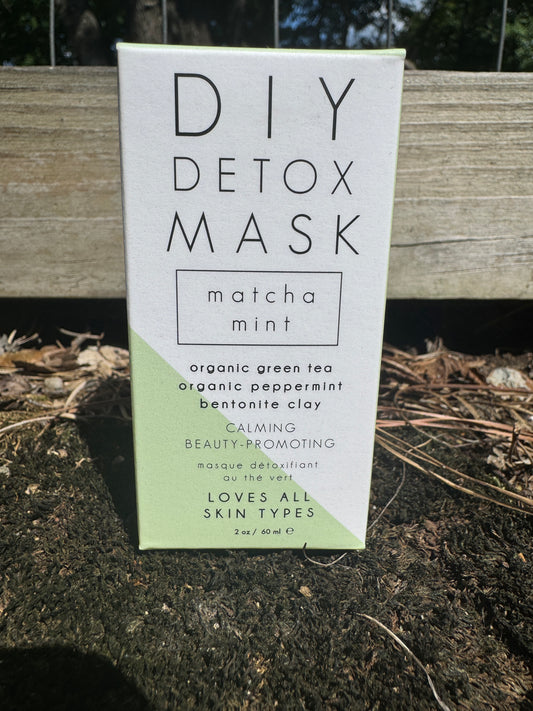 DIY
DETOX
MASK
matcha
mint
organic green tea
organic peppermint
bentonite clay
CALMING
BEAUTY-PROMOTING
masque détoxifiant
au thé vert
LOVES ALL
SKIN TYPES
2 oz / 60 ml ℮